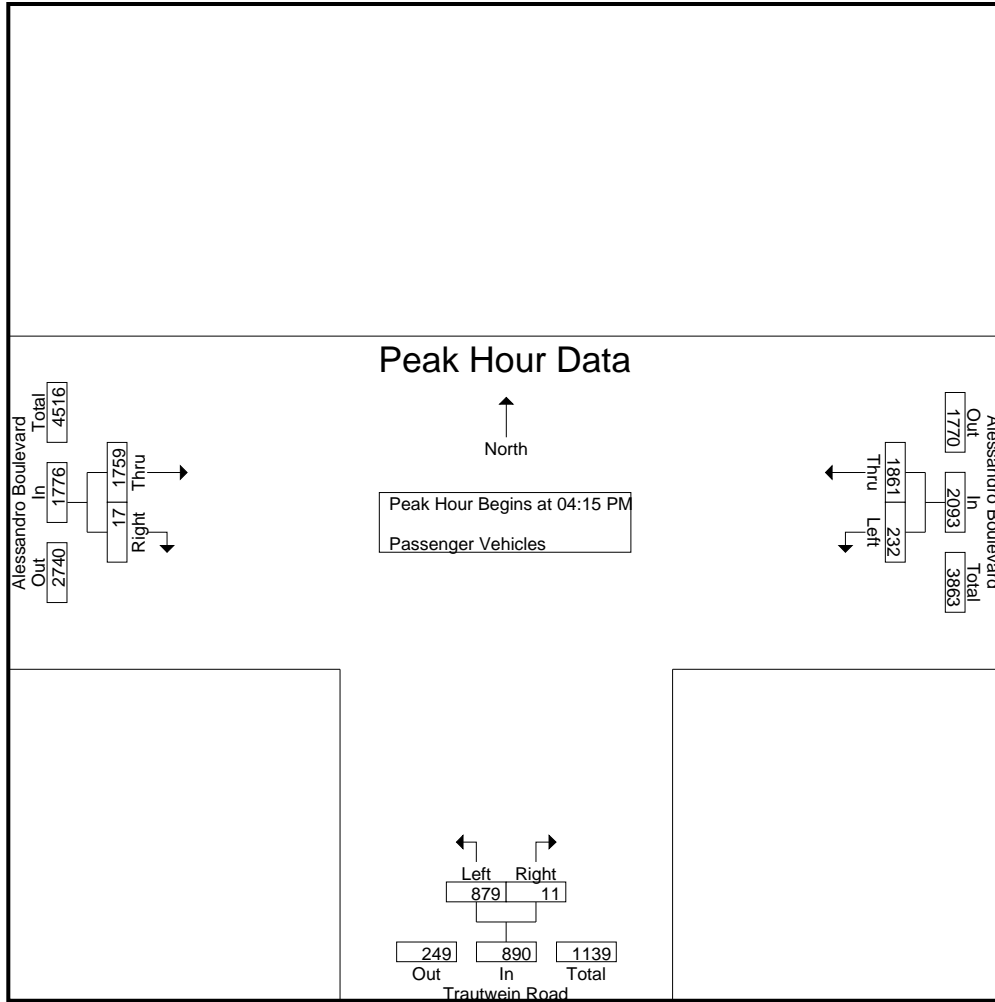 Peak Hour Data
North
Peak Hour Begins at 04:15 PM
Passenger Vehicles
Alessandro Boulevard
Total
4516
In
1776
Out
2740
1759
Thru
17
Right
Alessandro Boulevard
Out
1770
In
2093
Total
3863
1861
Thru
232
Left
Left Right
879 11
249 890 1139
Out In Total
Trautwein Road